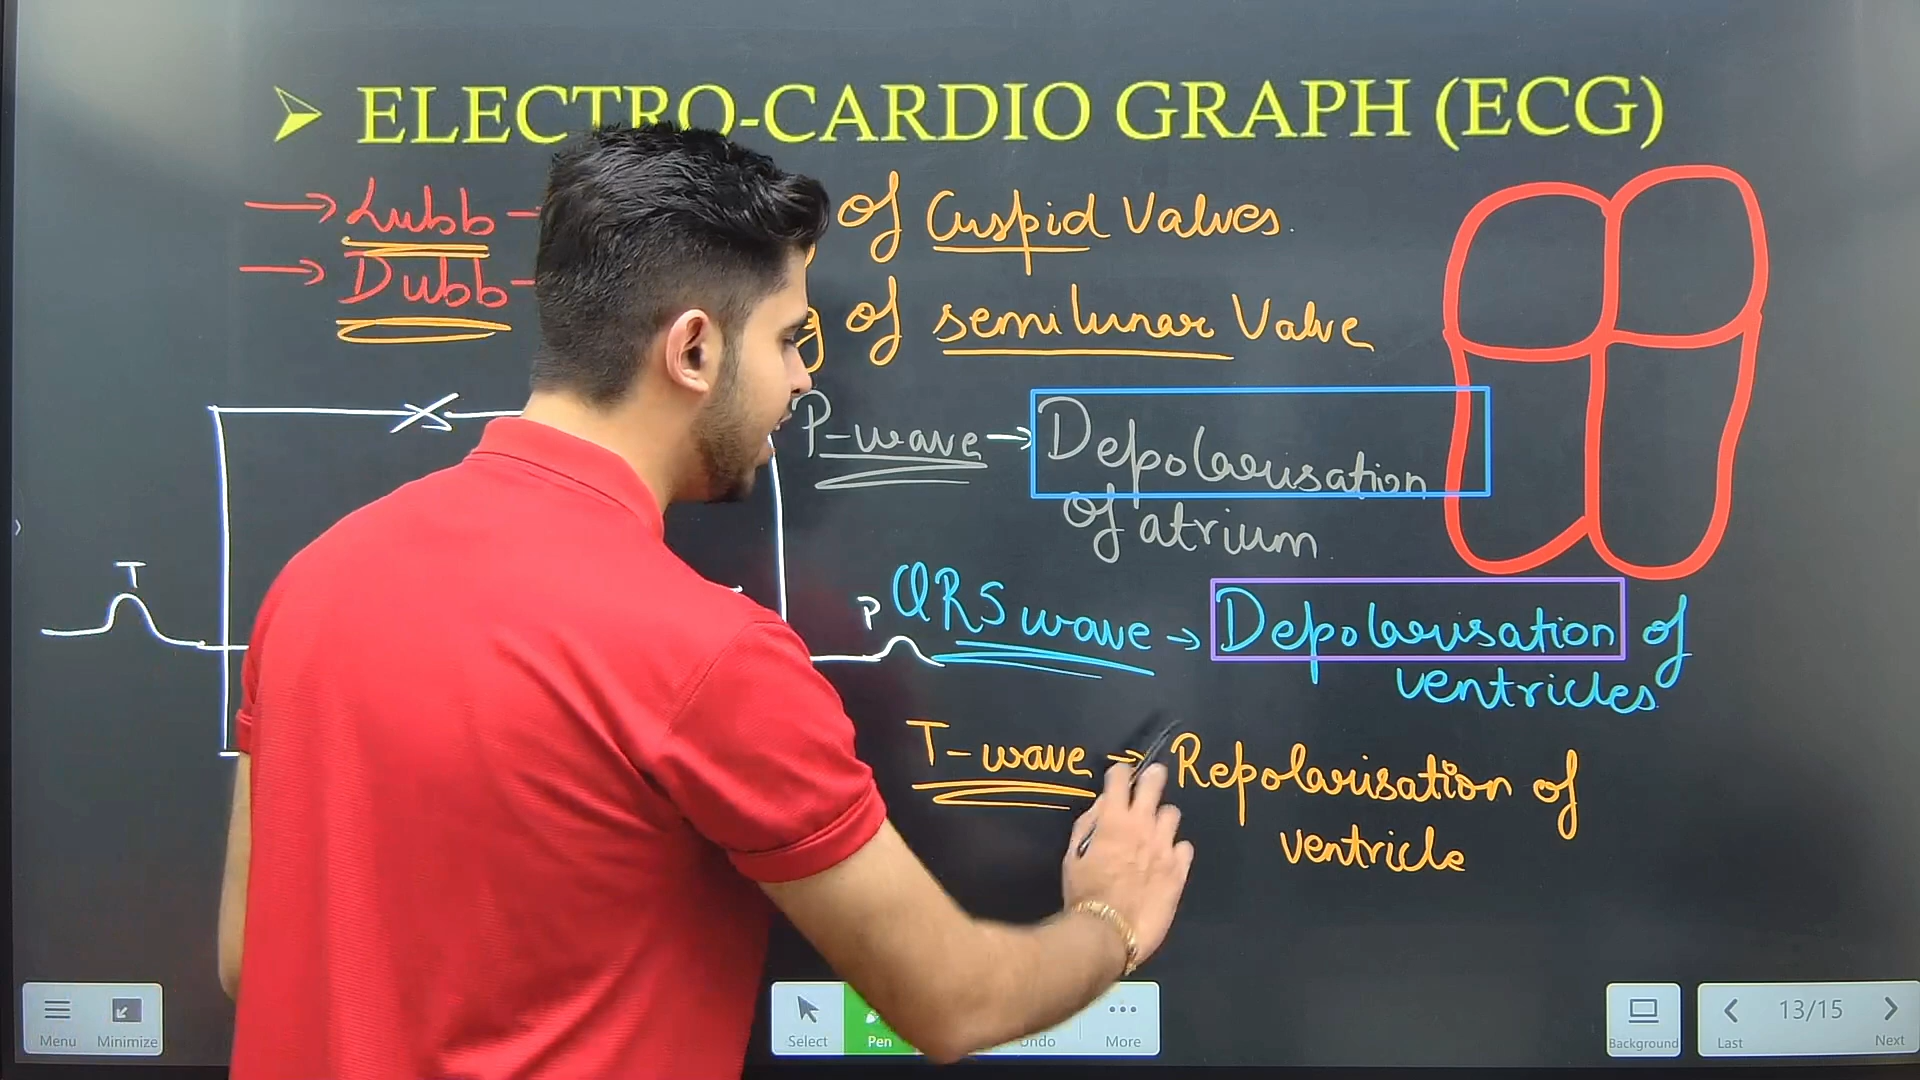 ➤ ELECTRO-CARDIO GRAPH (ECG)
→ Lubb → of Cuspid Valves.
→ Dubb - g of semilunar Valve
P-wave → Depolarisation
of atrium
T
P
QRS wave → Depolarisation of
ventricles
T-wave → Repolarisation of
ventricle
Menu Minimize Select Pen Undo More Background Last 13/15 Next